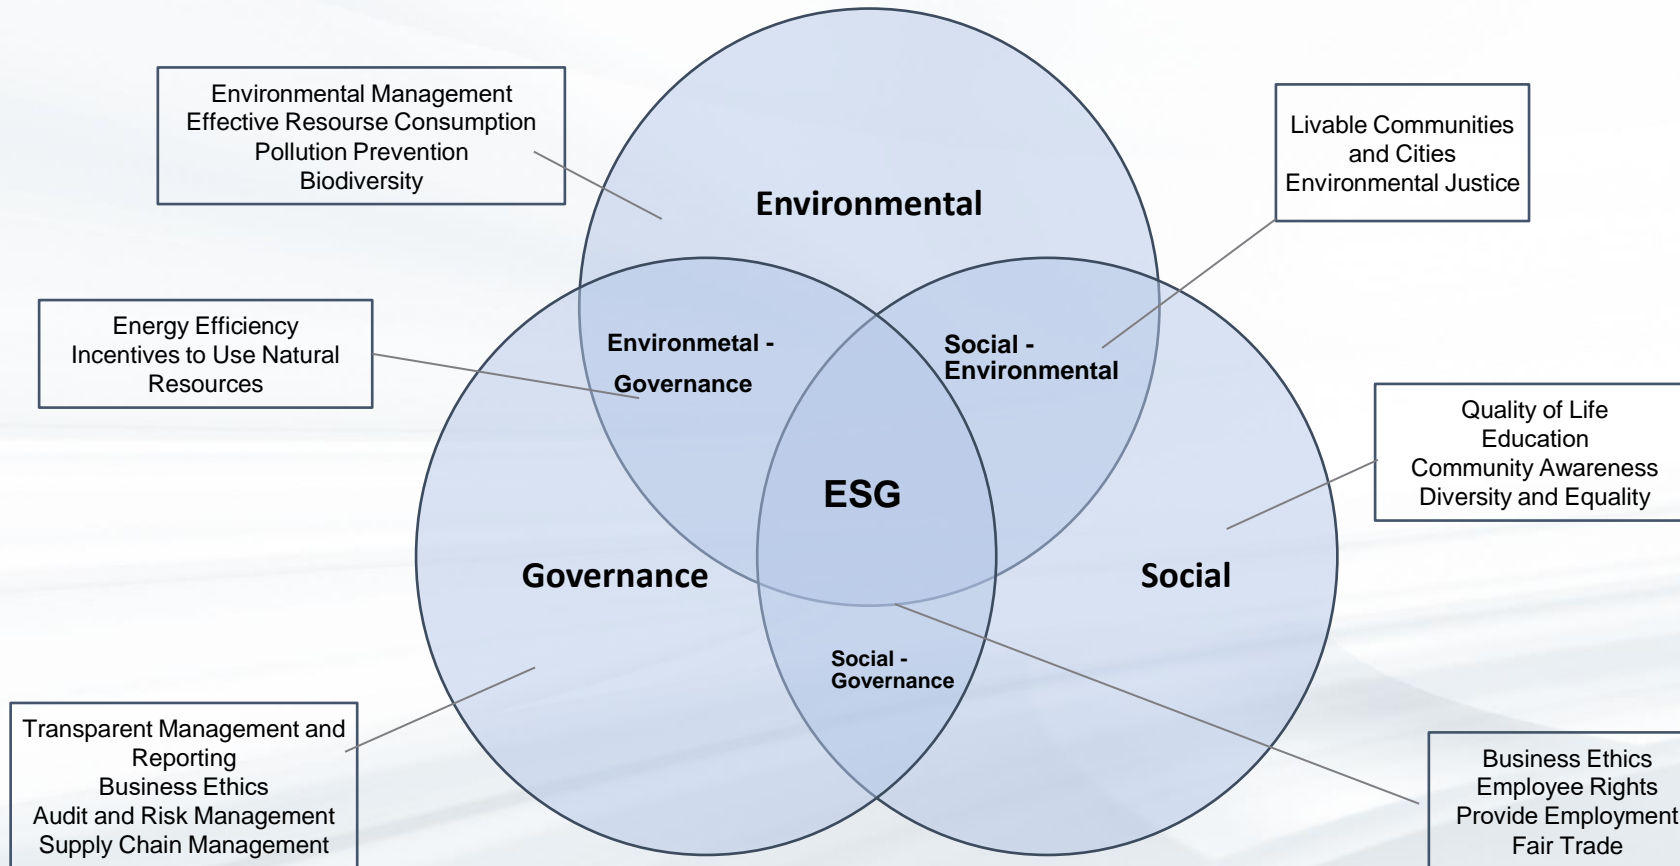 Environmental Management
Effective Resourse Consumption
Pollution Prevention
Biodiversity
Livable Communities
and Cities
Environmental Justice
Environmental
Energy Efficiency
Incentives to Use Natural
Resources
Environmetal -
Governance
Social -
Environmental
Quality of Life
Education
Community Awareness
Diversity and Equality
ESG
Governance
Social
Social -
Governance
Transparent Management and
Reporting
Business Ethics
Audit and Risk Management
Supply Chain Management
Business Ethics
Employee Rights
Provide Employment
Fair Trade